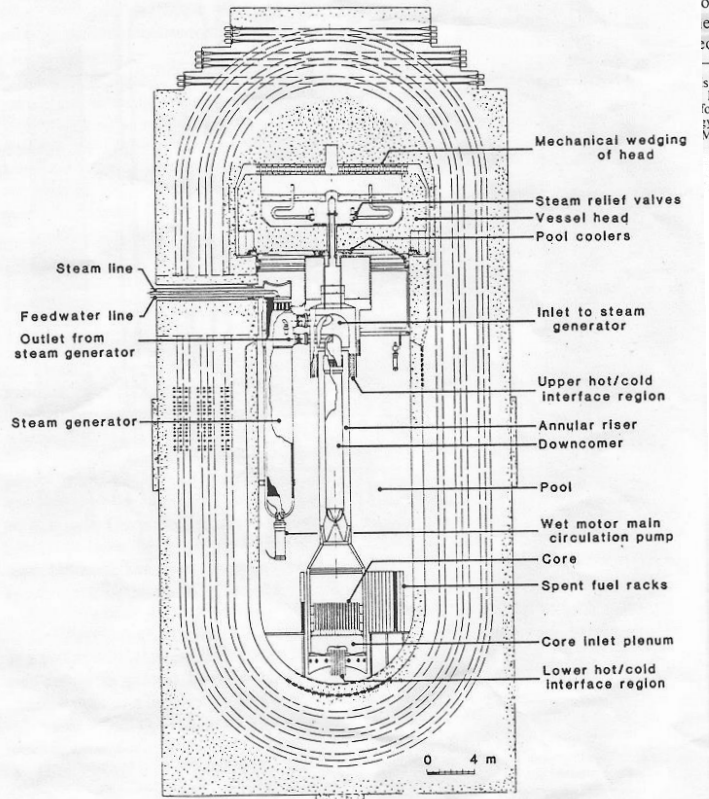 Mechanical wedging
of head
Steam relief valves
Vessel head
Pool coolers
Steam line
Feedwater line
Outlet from
steam generator
Inlet to steam
generator
Upper hot/cold
interface region
Steam generator
Annular riser
Downcomer
Pool
Wet motor main
circulation pump
Core
Spent fuel racks
Core inlet plenum
Lower hot/cold
interface region
0 4 m